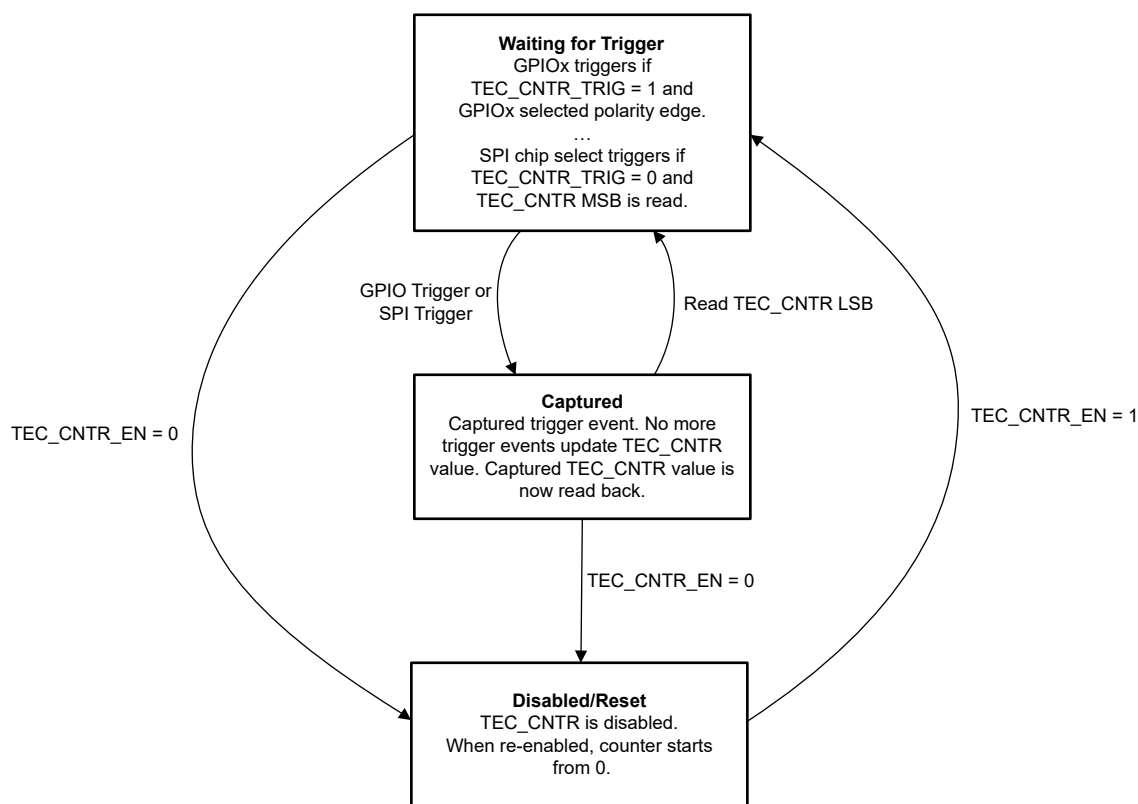 Waiting for Trigger
GPIOx triggers if
TEC_CNTR_TRIG = 1 and
GPIOx selected polarity edge.
…
SPI chip select triggers if
TEC_CNTR_TRIG = 0 and
TEC_CNTR MSB is read.
GPIO Trigger or
SPI Trigger
Read TEC_CNTR LSB
Captured
Captured trigger event. No more
trigger events update TEC_CNTR
value. Captured TEC_CNTR value is
now read back.
TEC_CNTR_EN = 0
TEC_CNTR_EN = 1
TEC_CNTR_EN = 0
Disabled/Reset
TEC_CNTR is disabled.
When re-enabled, counter starts
from 0.